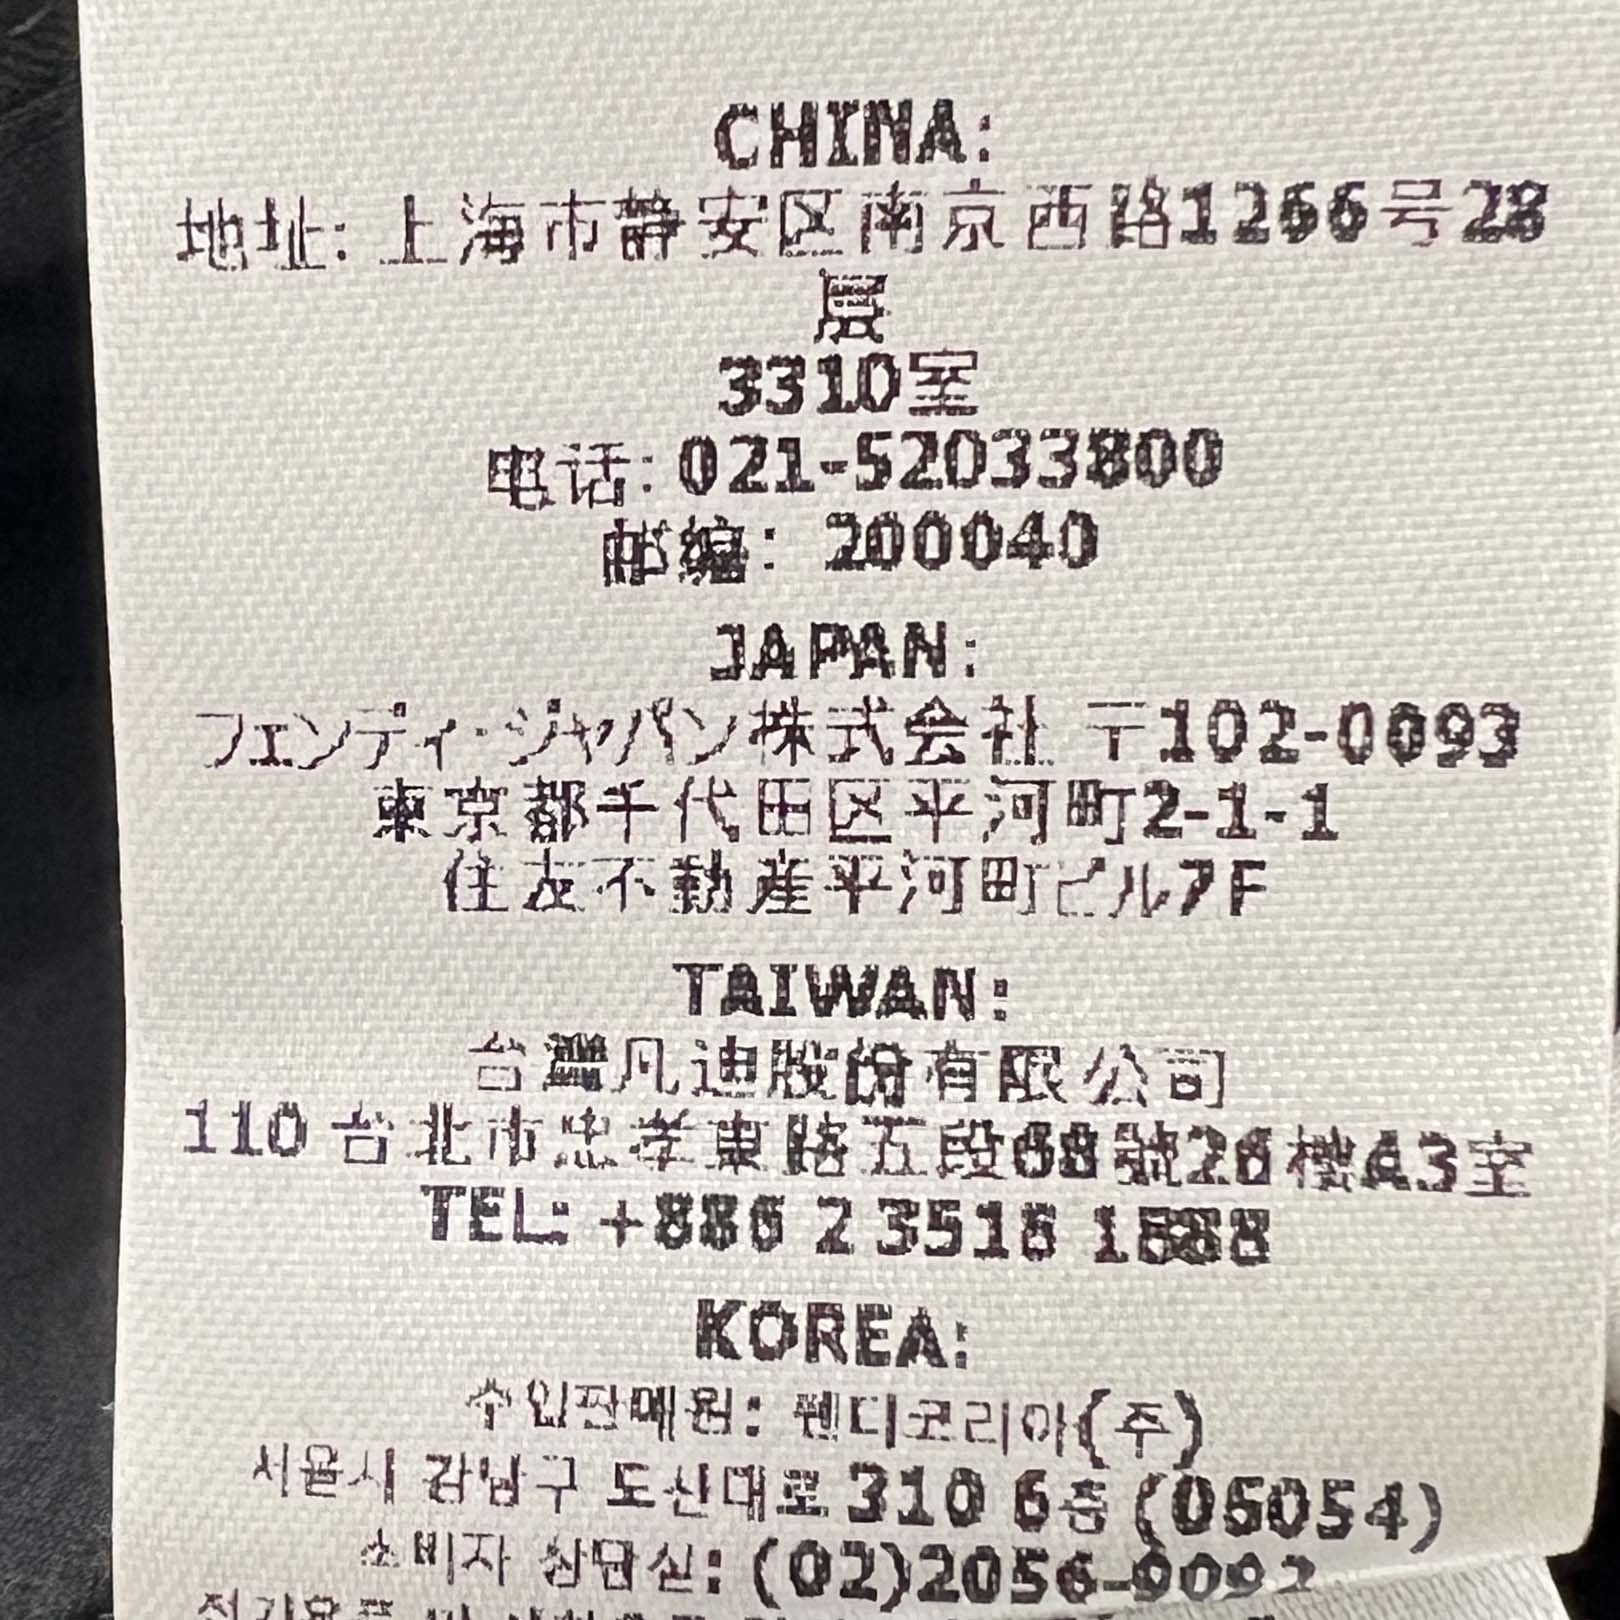 CHINA:
地址: 上海市静安区南京西路1266号28
层
3310室
电话: 021-52033800
邮编: 200040
JAPAN:
フェンディ・ジャパン株式会社 〒102-0093
東京都千代田区平河町2-1-1
住友不動産平河町ビル7F
TAIWAN:
台灣凡迪股份有限公司
110 台北市忠孝東路五段68號26樓A3室
TEL: +886 2 3516 1888
KOREA:
수입판매원: 펜디코리아(주)
서울시 강남구 도산대로 310 6층 (06054)
소비자 상담실: (02)2056-9092